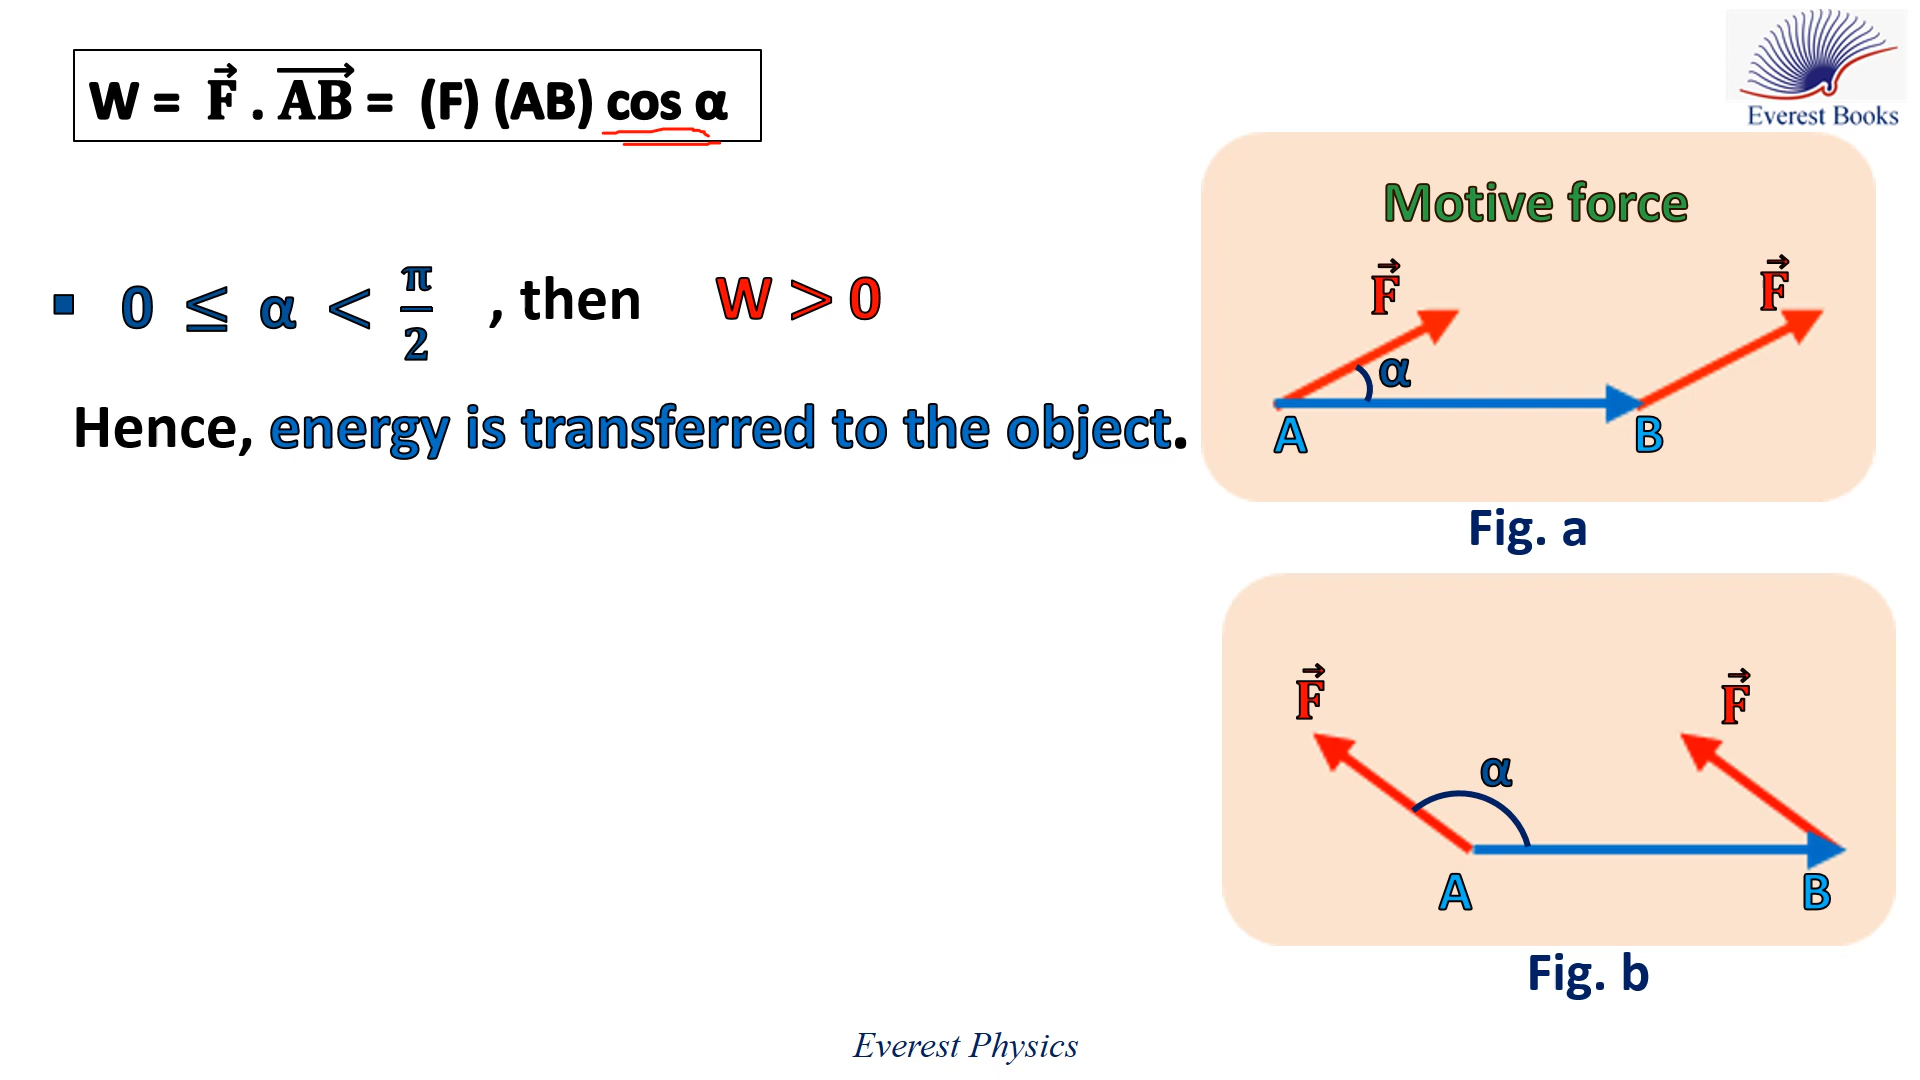 W = F⃗ . A͞B⃗ = (F) (AB) cos α
Everest Books
▪ 0 ≤ α < π/2 , then W > 0
Hence, energy is transferred to the object.
Motive force
F⃗ F⃗
α
A B
Fig. a
F⃗ F⃗
α
A B
Fig. b
Everest Physics